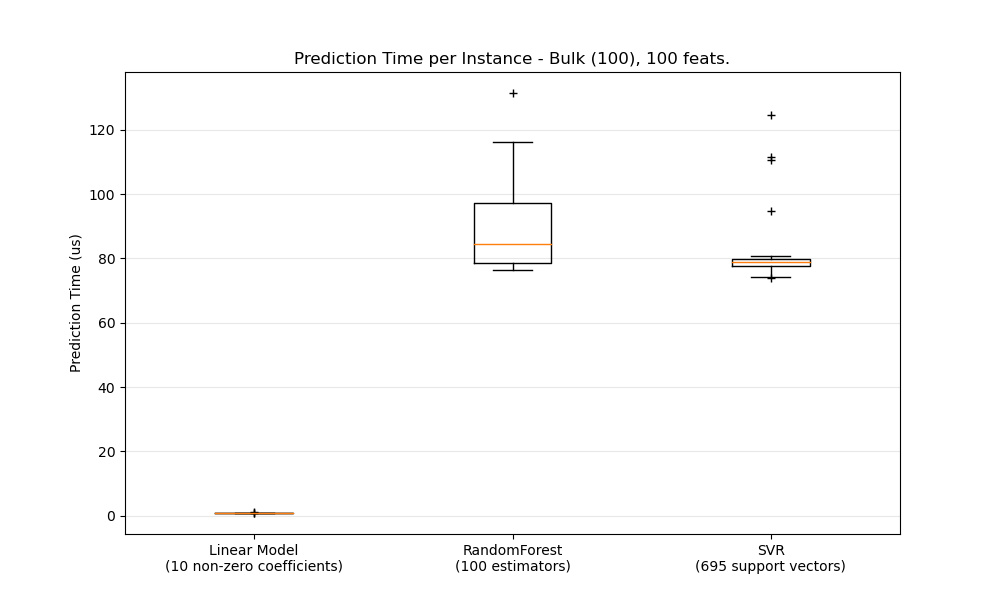 Prediction Time per Instance - Bulk (100), 100 feats.
Prediction Time (us)
120
100
80
60
40
20
0
Linear Model
(10 non-zero coefficients)
RandomForest
(100 estimators)
SVR
(695 support vectors)